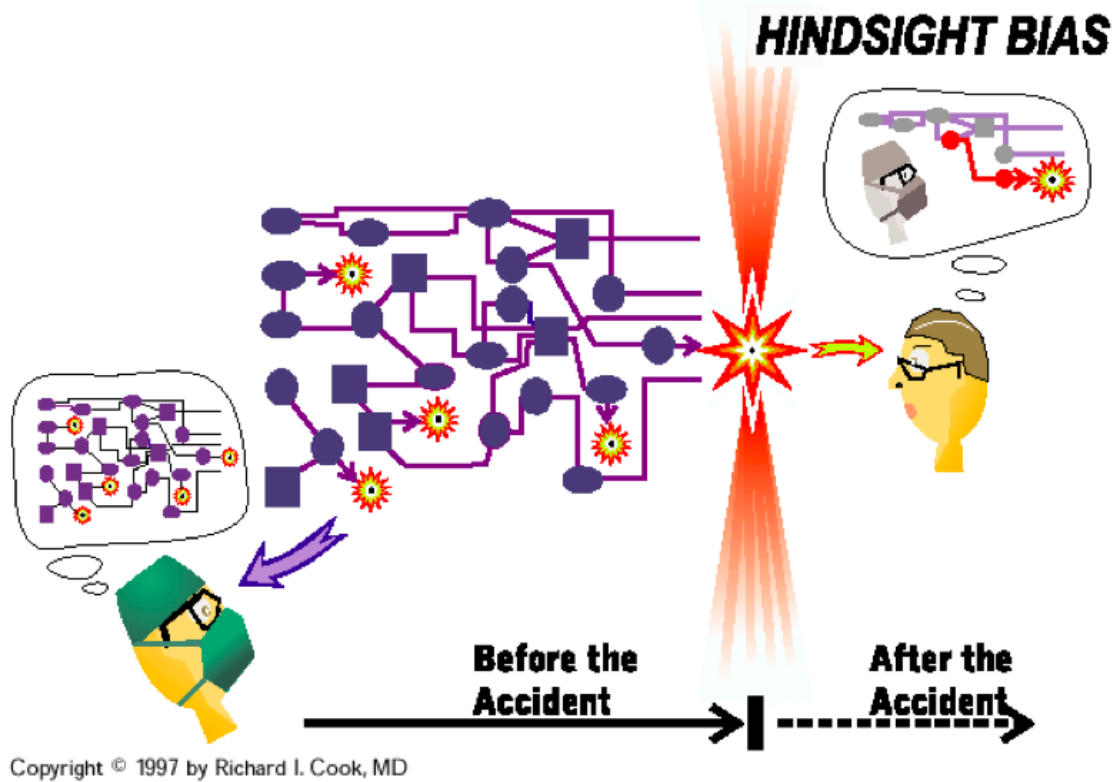 HINDSIGHT BIAS
Before the
Accident
After the
Accident
Copyright © 1997 by Richard I. Cook, MD